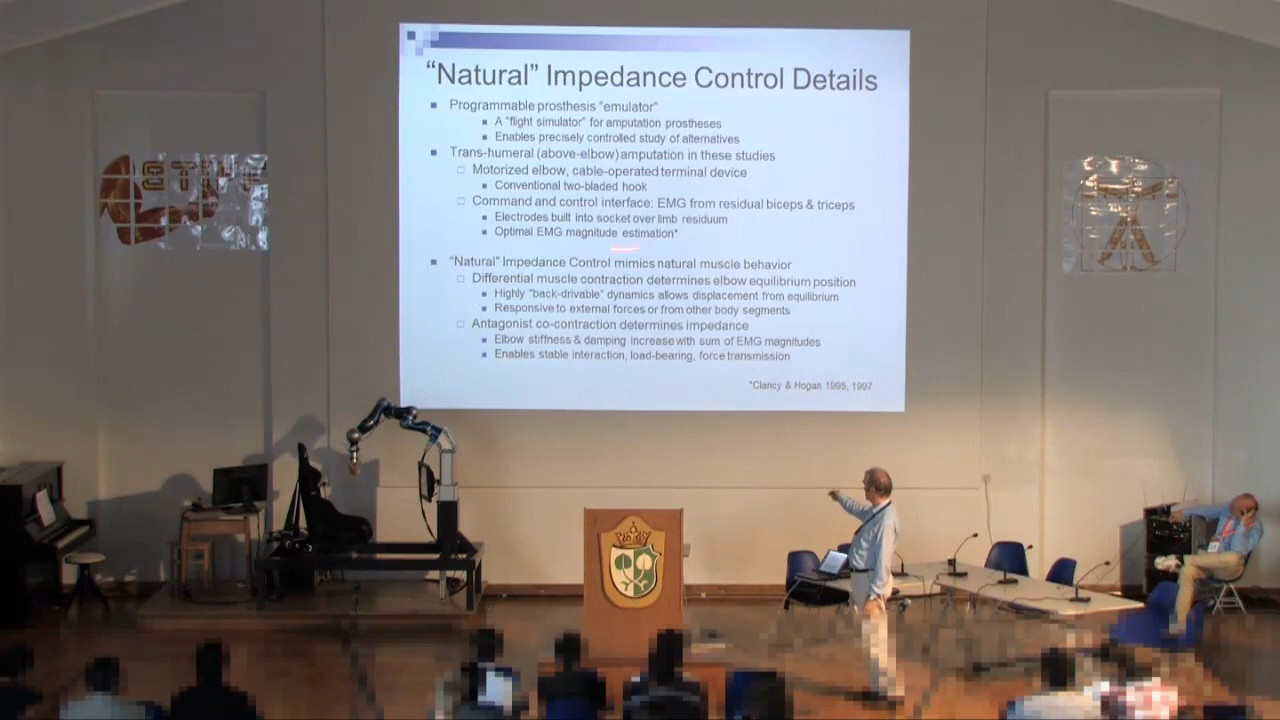 “Natural” Impedance Control Details
Programmable prosthesis "emulator"
A "flight simulator" for amputation prostheses
Enables precisely controlled study of alternatives
Trans-humeral (above-elbow) amputation in these studies
Motorized elbow, cable-operated terminal device
Conventional two-bladed hook
Command and control interface: EMG from residual biceps & triceps
Electrodes built into socket over limb residuum
Optimal EMG magnitude estimation*
"Natural" Impedance Control mimics natural muscle behavior
Differential muscle contraction determines elbow equilibrium position
Highly "back-drivable" dynamics allows displacement from equilibrium
Responsive to external forces or from other body segments
Antagonist co-contraction determines impedance
Elbow stiffness & damping increase with sum of EMG magnitudes
Enables stable interaction, load-bearing, force transmission
*Clancy & Hogan 1995, 1997